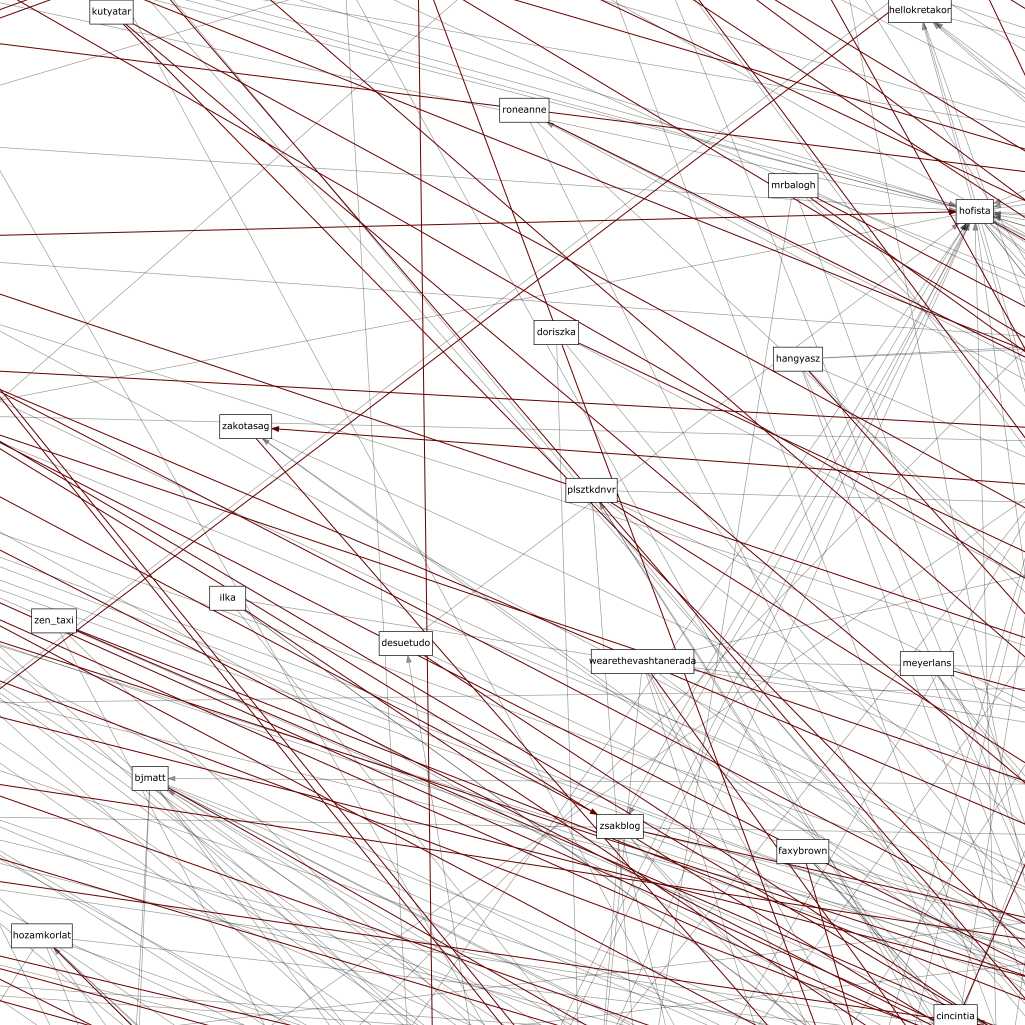 kutyatar
hellokretakor
roneanne
mrbalogh
hofista
doriszka
hangyasz
zakotasag
plsztkdnvr
ilka
zen_taxi
desuetudo
wearethevashtanerada
meyerlans
bjmatt
zsakblog
faxybrown
hozamkorlat
cincintia